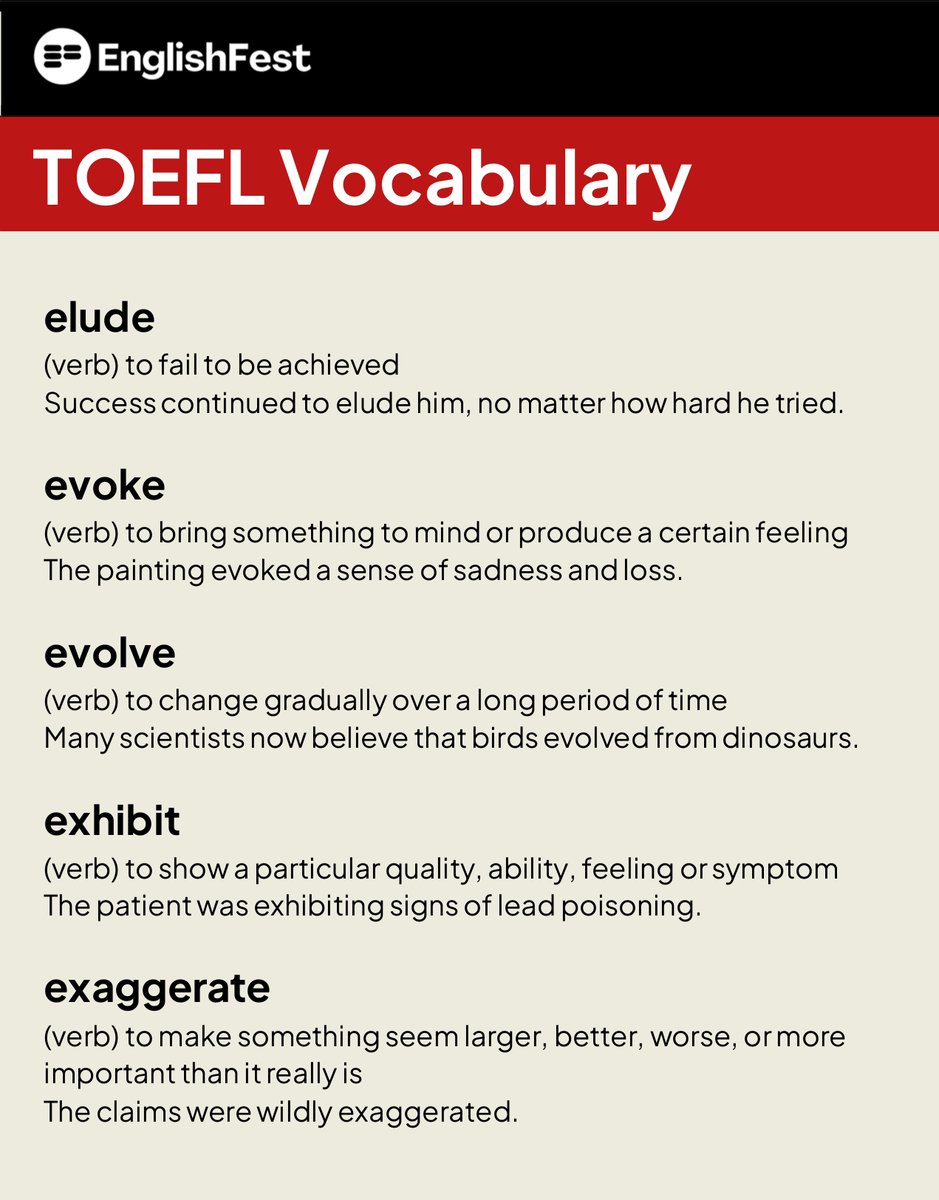 EnglishFest
TOEFL Vocabulary
elude
(verb) to fail to be achieved
Success continued to elude him, no matter how hard he tried.
evoke
(verb) to bring something to mind or produce a certain feeling
The painting evoked a sense of sadness and loss.
evolve
(verb) to change gradually over a long period of time
Many scientists now believe that birds evolved from dinosaurs.
exhibit
(verb) to show a particular quality, ability, feeling or symptom
The patient was exhibiting signs of lead poisoning.
exaggerate
(verb) to make something seem larger, better, worse, or more
important than it really is
The claims were wildly exaggerated.